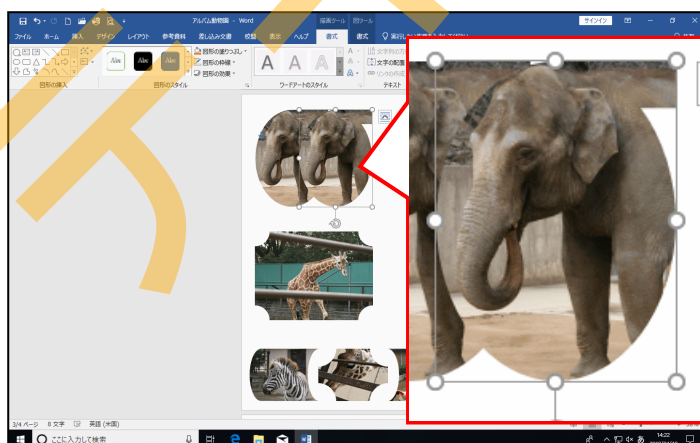 アルバム動物園 - Word
描画ツール 図ツール
サインイン
ファイル ホーム 挿入 デザイン レイアウト 参考資料 差し込み文書 校閲 表示 ヘルプ 書式 書式
図形の塗りつぶし
図形の枠線
図形の効果
Abc Abc Abc
A A A
文字の配置
図形の挿入 図形のスタイル ワードアートのスタイル テキスト
3/4 ページ 8 文字 英語 (米国)
ここに入力して検索
14:22